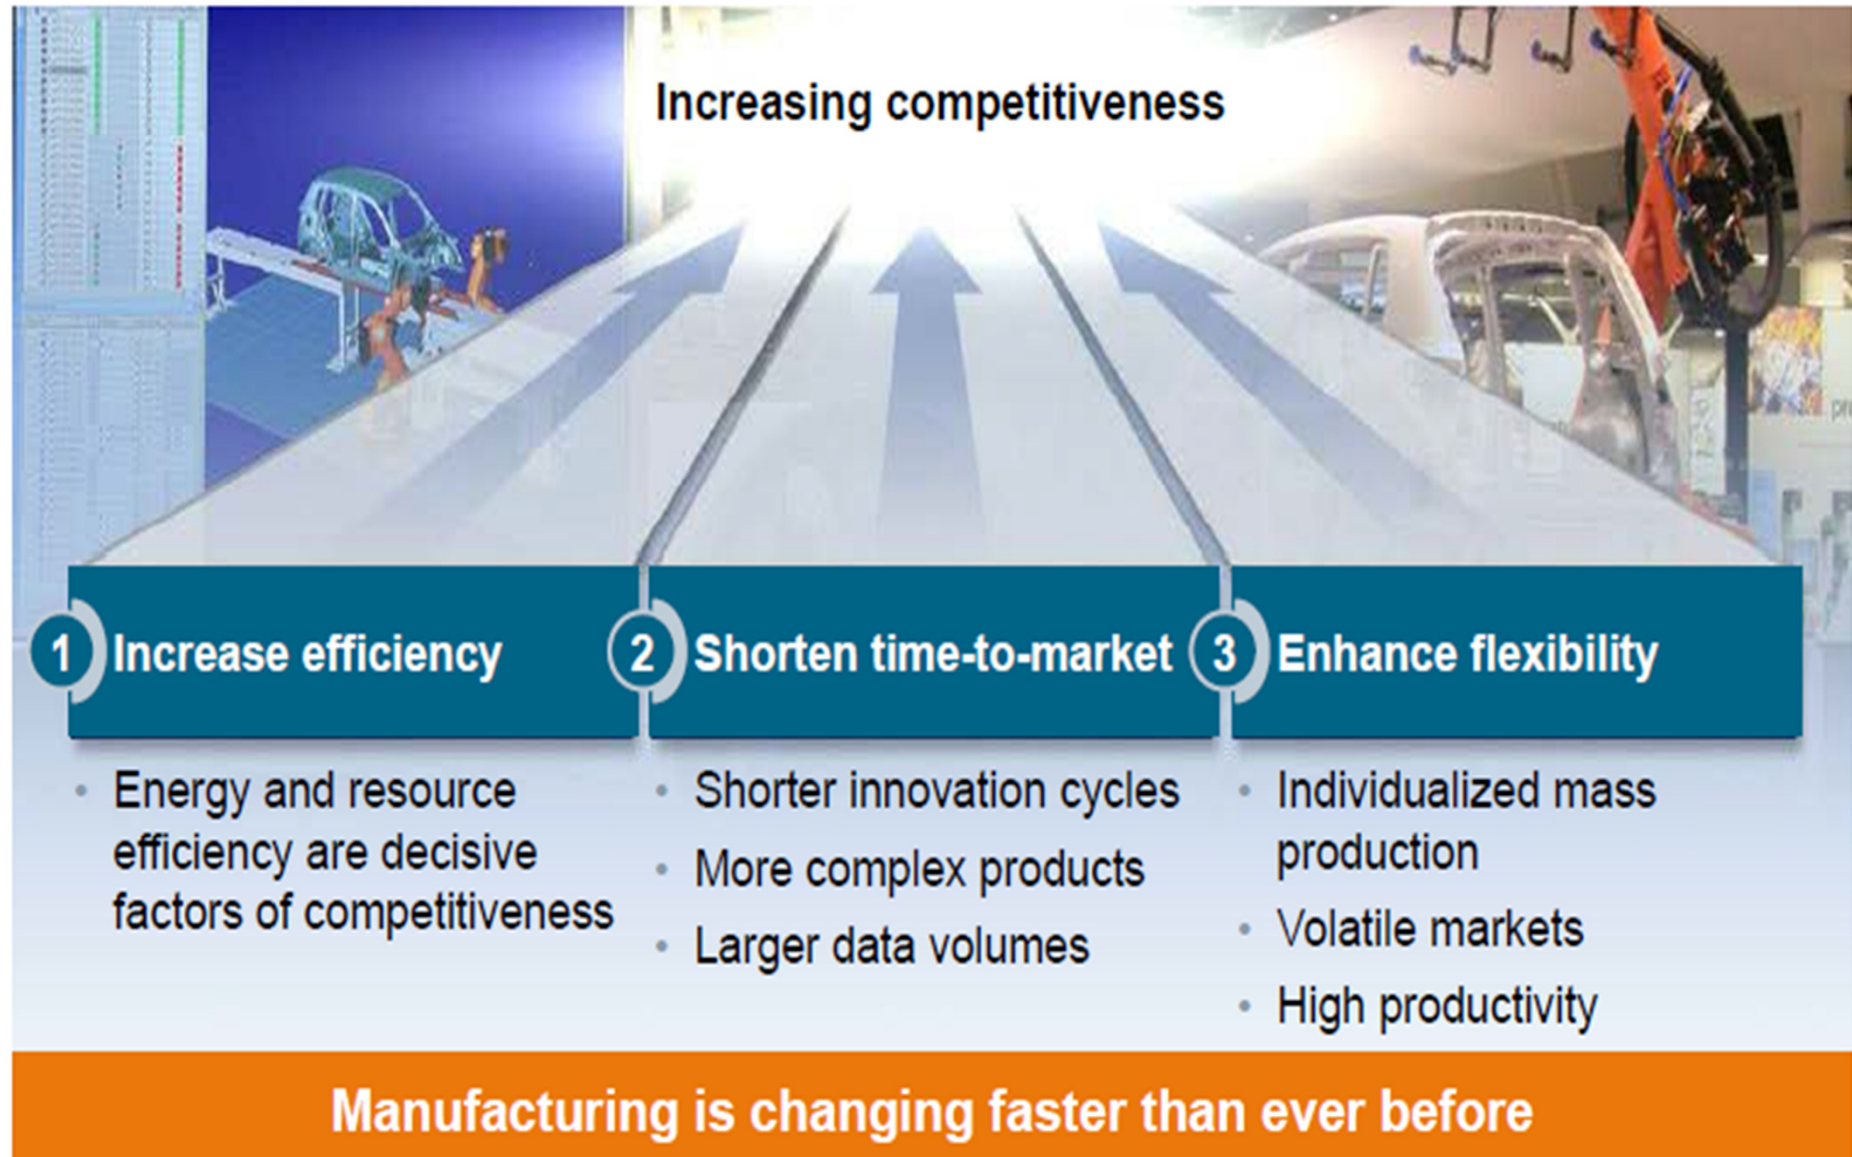 Increasing competitiveness
1 Increase efficiency
Energy and resource
efficiency are decisive
factors of competitiveness
2 Shorten time-to-market
Shorter innovation cycles
More complex products
Larger data volumes
3 Enhance flexibility
Individualized mass
production
Volatile markets
High productivity
Manufacturing is changing faster than ever before